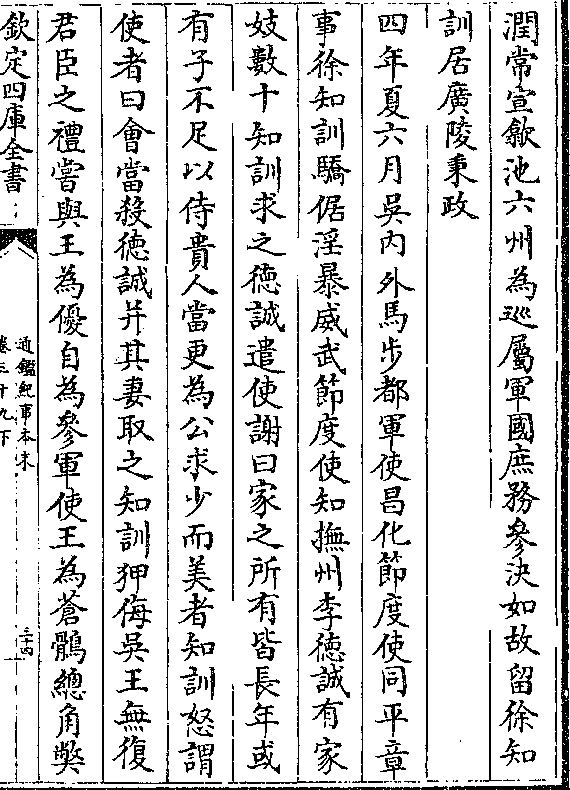 潤常宣歙池六州為巡屬軍國庶務參決如故留徐知
訓居廣陵秉政
四年夏六月吳内外馬步都軍使昌化節度使同平章
事徐知訓驕倨淫暴威武節度使知撫州李徳誠有家
妓數十知訓求之徳誠遣使謝曰家之所有皆長年或
有子不足以侍貴人當更為公求少而美者知訓怒謂
使者曰會當殺徳誠并其妻取之知訓狎侮吳王無復
君臣之禮嘗與王為優自為參軍使王為蒼鶻總角獘
欽定四庫全書
通鑑紀事本末
卷三十九下
三十四